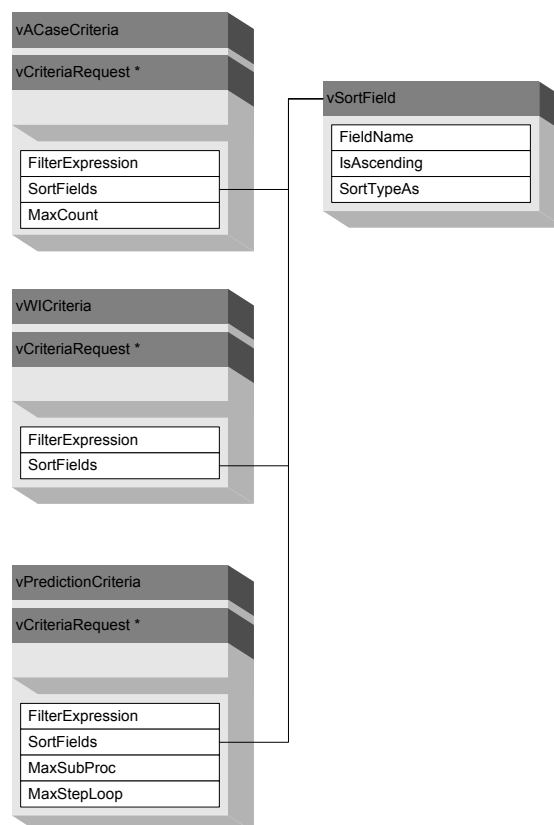 vACaseCriteria
vCriteriaRequest *
FilterExpression
SortFields
MaxCount
vSortField
FieldName
IsAscending
SortTypeAs
vWICriteria
vCriteriaRequest *
FilterExpression
SortFields
vPredictionCriteria
vCriteriaRequest *
FilterExpression
SortFields
MaxSubProc
MaxStepLoop